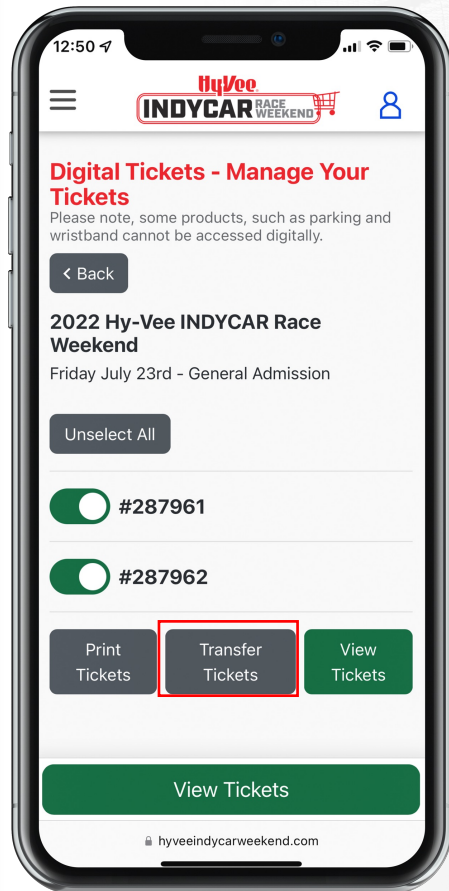 12:50
HyVee
INDYCAR RACE WEEKEND
Digital Tickets - Manage Your
Tickets
Please note, some products, such as parking and
wristband cannot be accessed digitally.
< Back
2022 Hy-Vee INDYCAR Race
Weekend
Friday July 23rd - General Admission
Unselect All
#287961
#287962
Print
Tickets
Transfer
Tickets
View
Tickets
View Tickets
hyveeindycarweekend.com